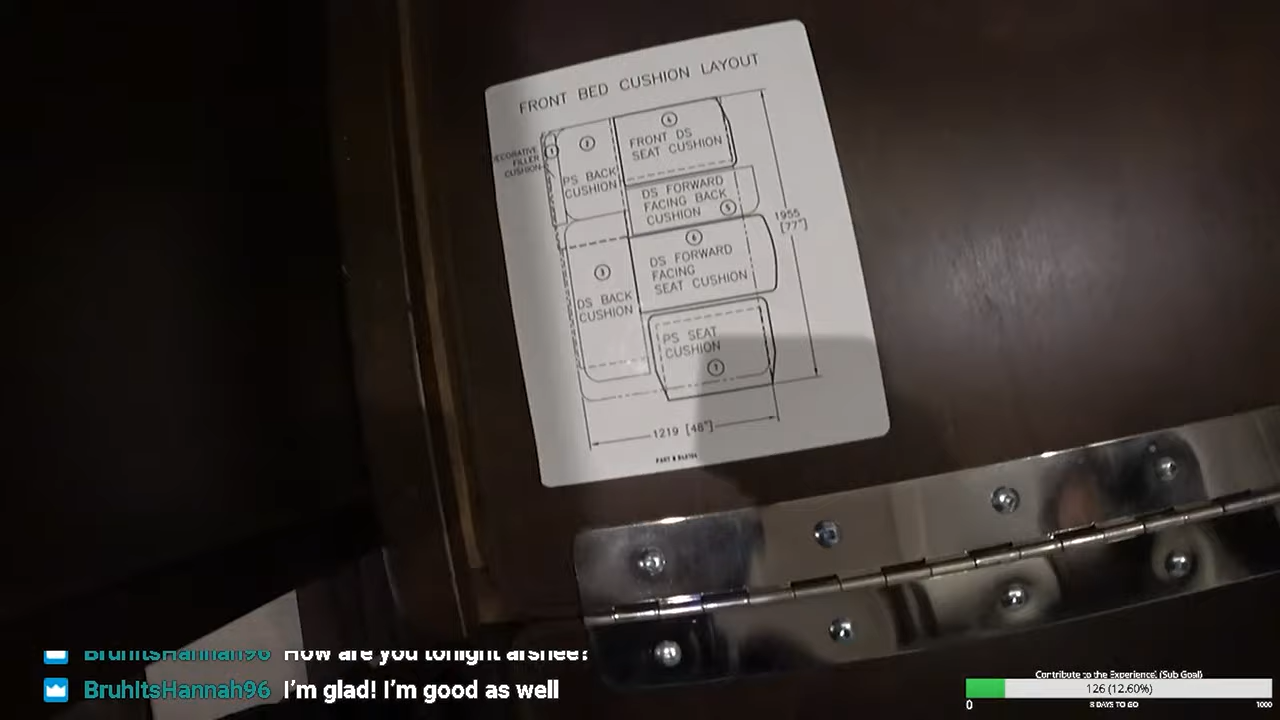 FRONT BED CUSHION LAYOUT
4
FRONT DS
SEAT CUSHION
2
PS BACK
CUSHION
1
DECORATIVE
FILLER
CUSHION
DS FORWARD
FACING BACK
CUSHION 5
1955
[77"]
6
DS FORWARD
FACING
SEAT CUSHION
3
DS BACK
CUSHION
PS SEAT
CUSHION
7
1219 [48"]
PART #
BruhItsHannah96 How are you tonight arshee?
BruhItsHannah96 I'm glad! I'm good as well
Contribute to the Experience! (Sub Goal)
126 (12.60%)
0 8 DAYS TO GO 1000